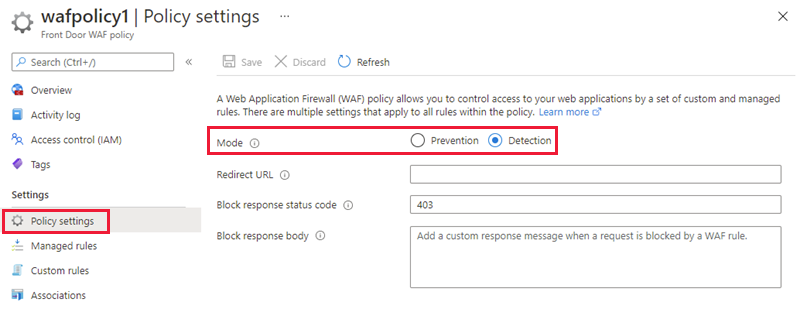 wafpolicy1 | Policy settings ...
Front Door WAF policy
Search (Ctrl+/)
Overview
Activity log
Access control (IAM)
Tags
Settings
Policy settings
Managed rules
Custom rules
Associations
Save Discard Refresh
A Web Application Firewall (WAF) policy allows you to control access to your web applications by a set of custom and managed
rules. There are multiple settings that apply to all rules within the policy. Learn more
Mode Prevention Detection
Redirect URL
Block response status code 403
Block response body Add a custom response message when a request is blocked by a WAF rule.